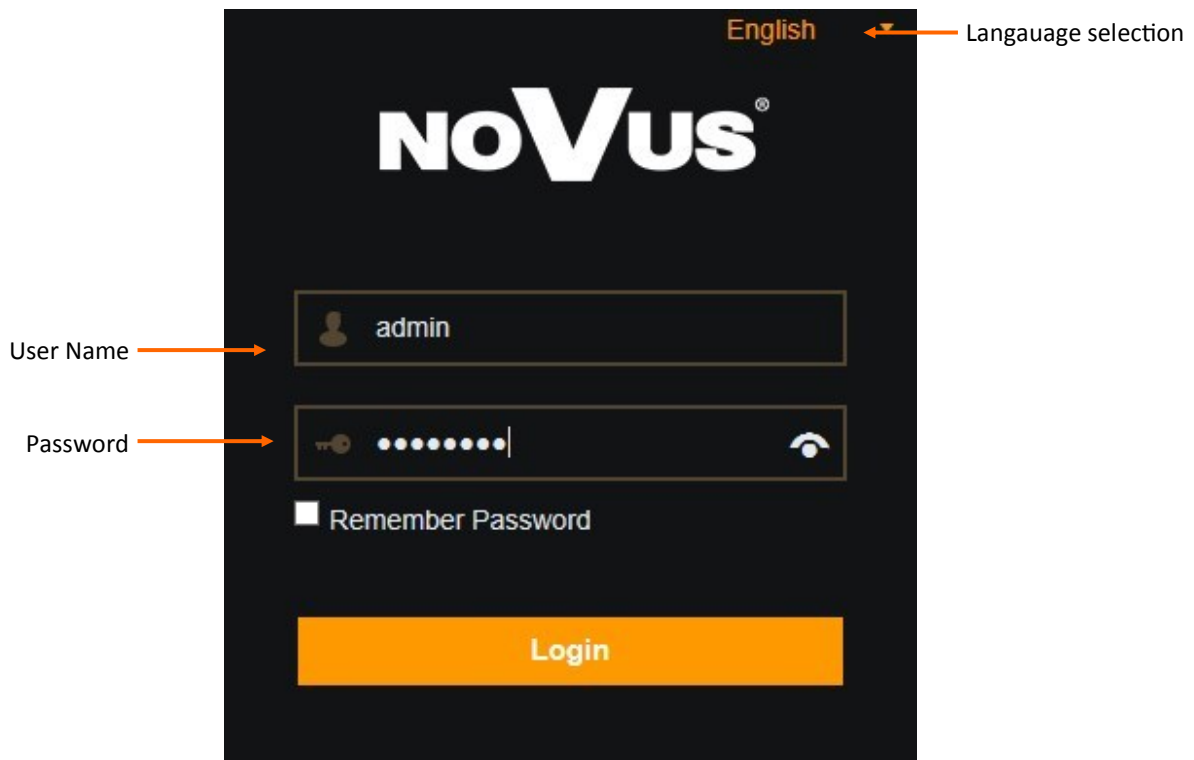 English
Langauage selection
NOVUS®
User Name
admin
Password
••••••••
Remember Password
Login